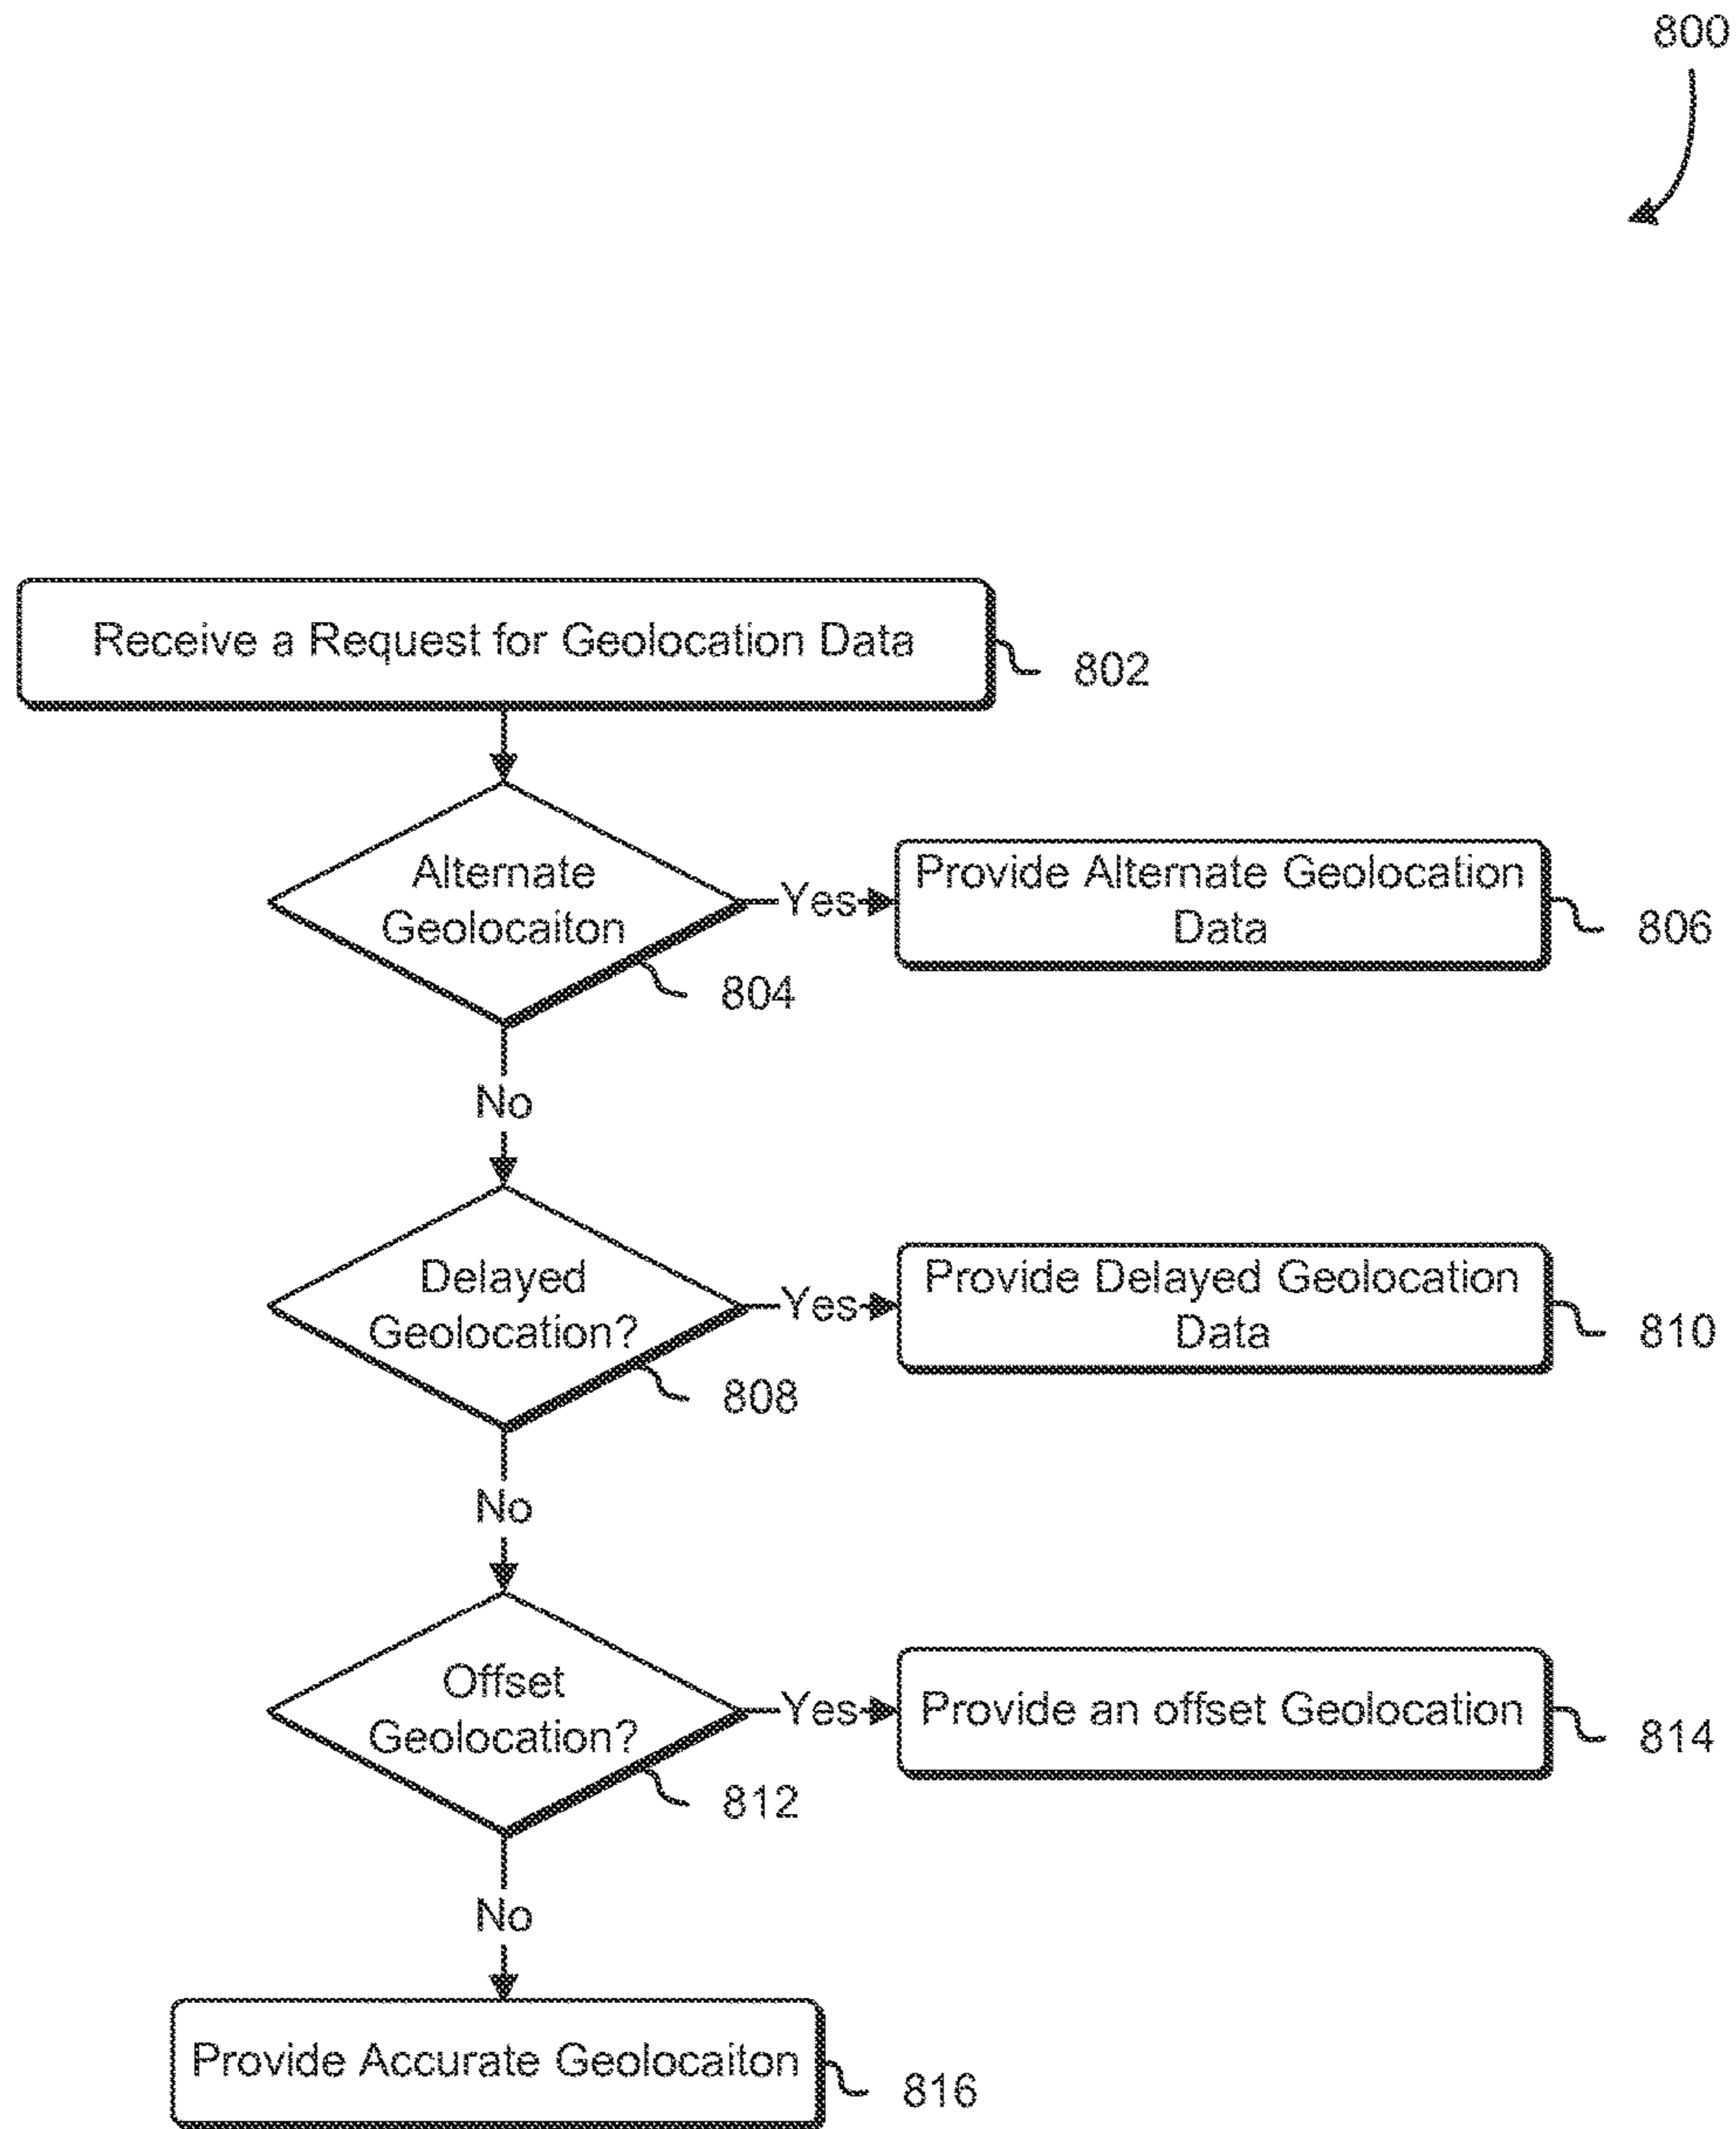 800
Receive a Request for Geolocation Data
802
Alternate
Geolocaiton
804
Yes
Provide Alternate Geolocation
Data
806
No
Delayed
Geolocation?
808
Yes
Provide Delayed Geolocation
Data
810
No
Offset
Geolocation?
812
Yes
Provide an offset Geolocation
814
No
Provide Accurate Geolocaiton
816